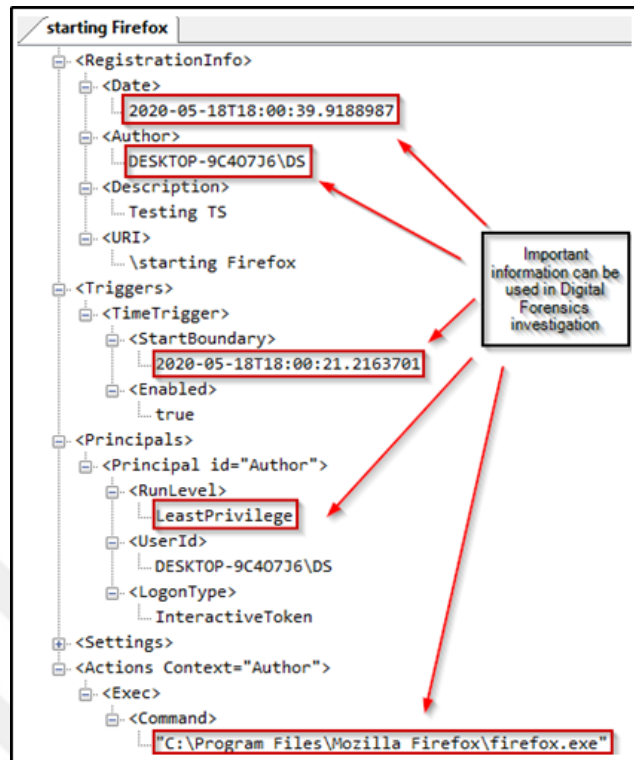 starting Firefox
<RegistrationInfo>
<Date>
2020-05-18T18:00:39.9188987
<Author>
DESKTOP-9C4O7J6\DS
<Description>
Testing TS
<URI>
\starting Firefox
<Triggers>
<TimeTrigger>
<StartBoundary>
2020-05-18T18:00:21.2163701
<Enabled>
true
<Principals>
<Principal id="Author">
<RunLevel>
LeastPrivilege
<UserId>
DESKTOP-9C4O7J6\DS
<LogonType>
InteractiveToken
<Settings>
<Actions Context="Author">
<Exec>
<Command>
"C:\Program Files\Mozilla Firefox\firefox.exe"
Important
information can be
used in Digital
Forensics
investigation